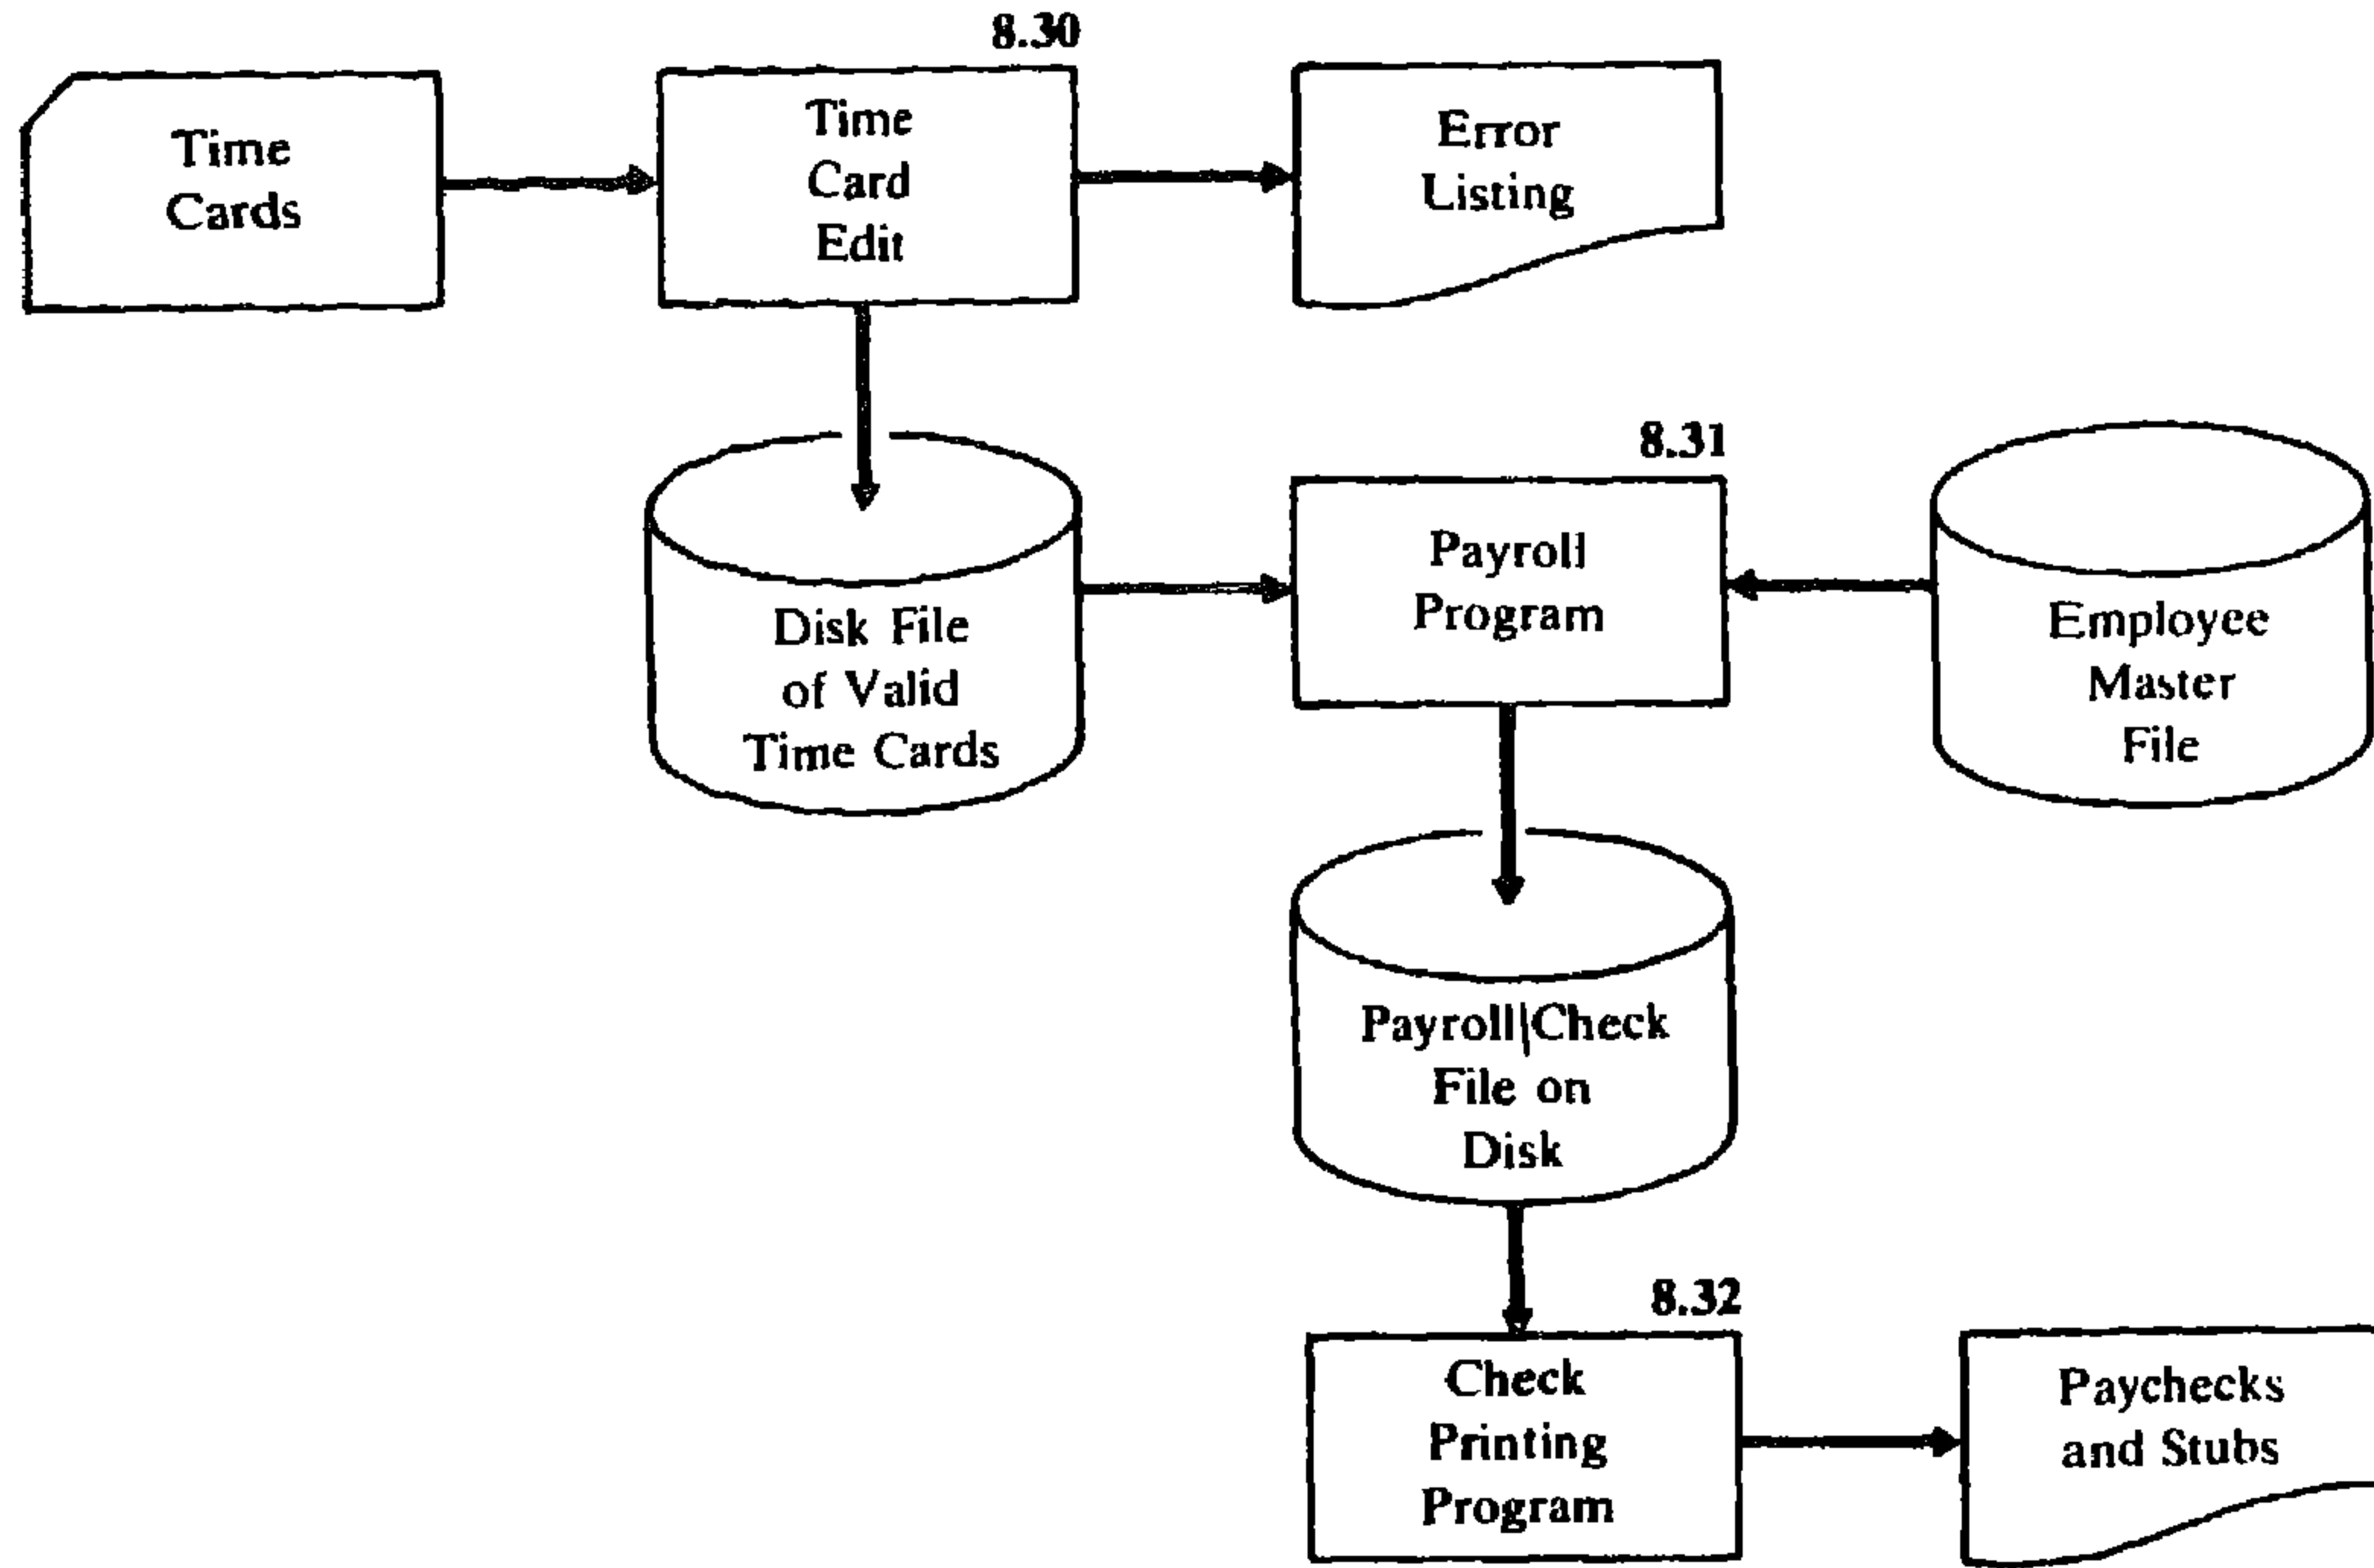 8.30
Time
Cards
Time
Card
Edit
Error
Listing
8.31
Disk File
of Valid
Time Cards
Payroll
Program
Employee
Master
File
Payroll|Check
File on
Disk
8.32
Check
Printing
Program
Paychecks
and Stubs